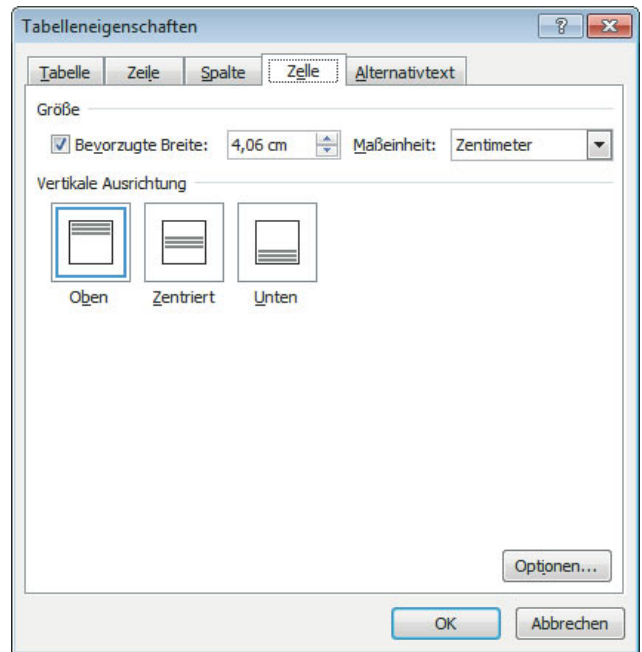 Tabelleneigenschaften
Tabelle Zeile Spalte Zelle Alternativtext
Größe
Bevorzugte Breite: 4,06 cm Maßeinheit: Zentimeter
Vertikale Ausrichtung
Oben Zentriert Unten
Optionen...
OK Abbrechen